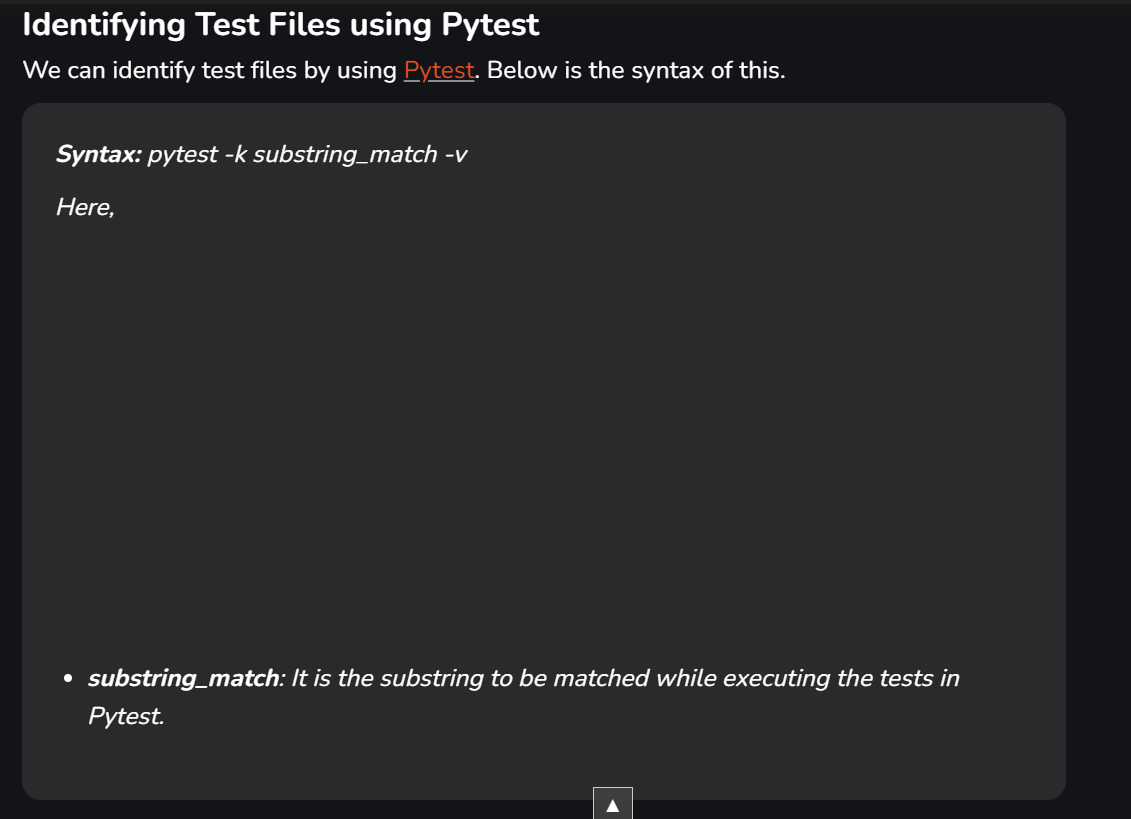 Identifying Test Files using Pytest
We can identify test files by using Pytest. Below is the syntax of this.
Syntax: pytest -k substring_match -v
Here,
• substring_match: It is the substring to be matched while executing the tests in
Pytest.
▲